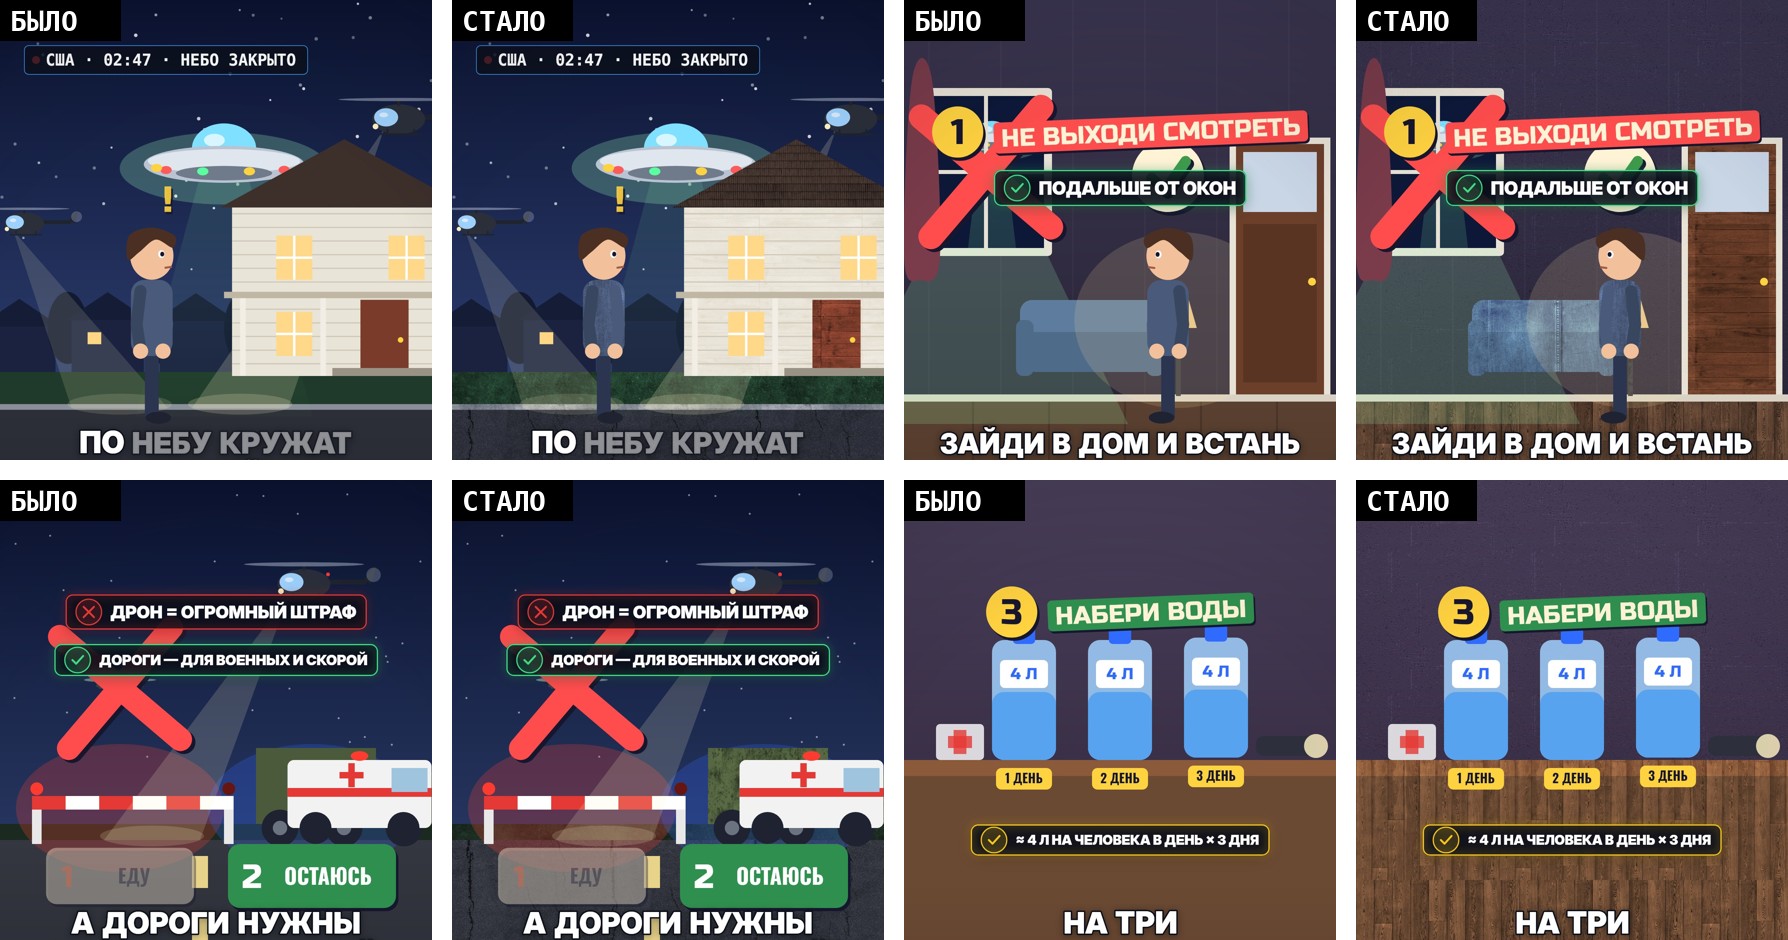 БЫЛО
США · 02:47 · НЕБО ЗАКРЫТО
!
ПО НЕБУ КРУЖАТ
СТАЛО
США · 02:47 · НЕБО ЗАКРЫТО
!
ПО НЕБУ КРУЖАТ
БЫЛО
1 НЕ ВЫХОДИ СМОТРЕТЬ
ПОДАЛЬШЕ ОТ ОКОН
ЗАЙДИ В ДОМ И ВСТАНЬ
СТАЛО
1 НЕ ВЫХОДИ СМОТРЕТЬ
ПОДАЛЬШЕ ОТ ОКОН
ЗАЙДИ В ДОМ И ВСТАНЬ
БЫЛО
ДРОН = ОГРОМНЫЙ ШТРАФ
ДОРОГИ — ДЛЯ ВОЕННЫХ И СКОРОЙ
1 ЕДУ
2 ОСТАЮСЬ
А ДОРОГИ НУЖНЫ
СТАЛО
ДРОН = ОГРОМНЫЙ ШТРАФ
ДОРОГИ — ДЛЯ ВОЕННЫХ И СКОРОЙ
1 ЕДУ
2 ОСТАЮСЬ
А ДОРОГИ НУЖНЫ
БЫЛО
3 НАБЕРИ ВОДЫ
4 Л 4 Л 4 Л
1 ДЕНЬ 2 ДЕНЬ 3 ДЕНЬ
≈ 4 Л НА ЧЕЛОВЕКА В ДЕНЬ × 3 ДНЯ
НА ТРИ
СТАЛО
3 НАБЕРИ ВОДЫ
4 Л 4 Л 4 Л
1 ДЕНЬ 2 ДЕНЬ 3 ДЕНЬ
≈ 4 Л НА ЧЕЛОВЕКА В ДЕНЬ × 3 ДНЯ
НА ТРИ